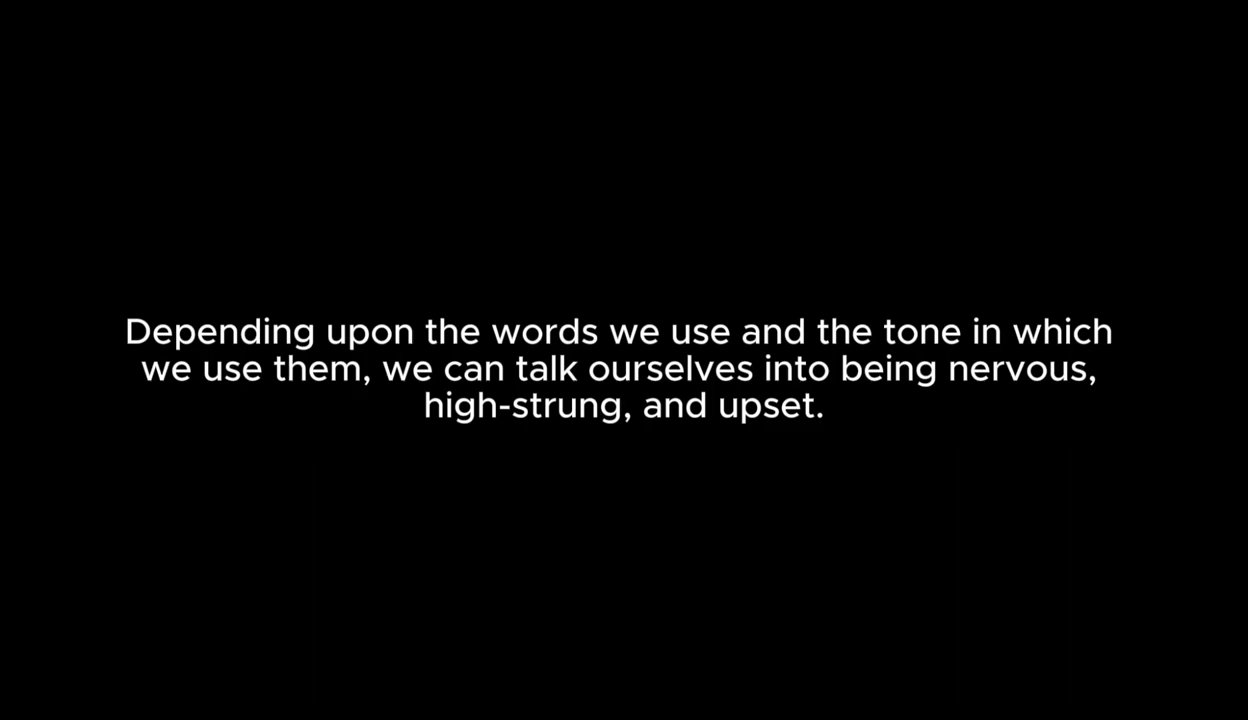 Depending upon the words we use and the tone in which
we use them, we can talk ourselves into being nervous,
high-strung, and upset.